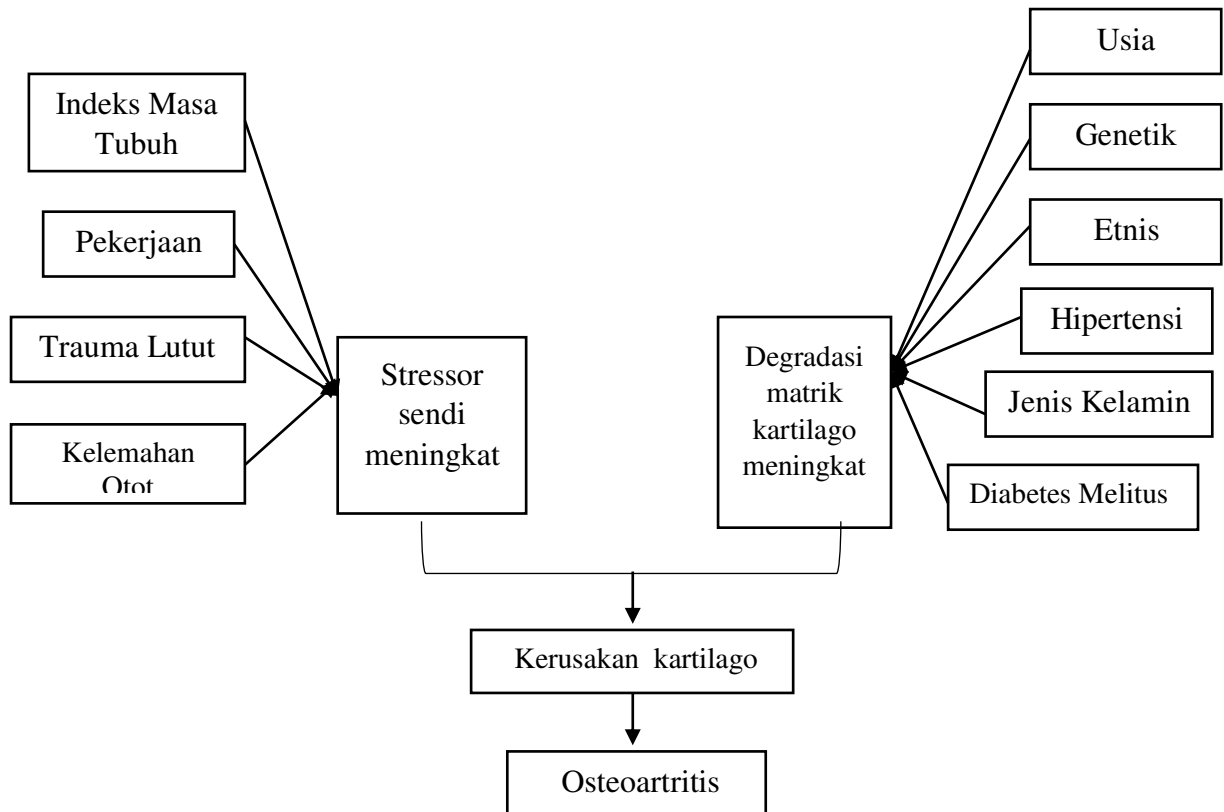 Indeks Masa
Tubuh
Pekerjaan
Trauma Lutut
Kelemahan
Otot
Stressor
sendi
meningkat
Usia
Genetik
Etnis
Hipertensi
Jenis Kelamin
Diabetes Melitus
Degradasi
matrik
kartilago
meningkat
Kerusakan kartilago
Osteoartritis